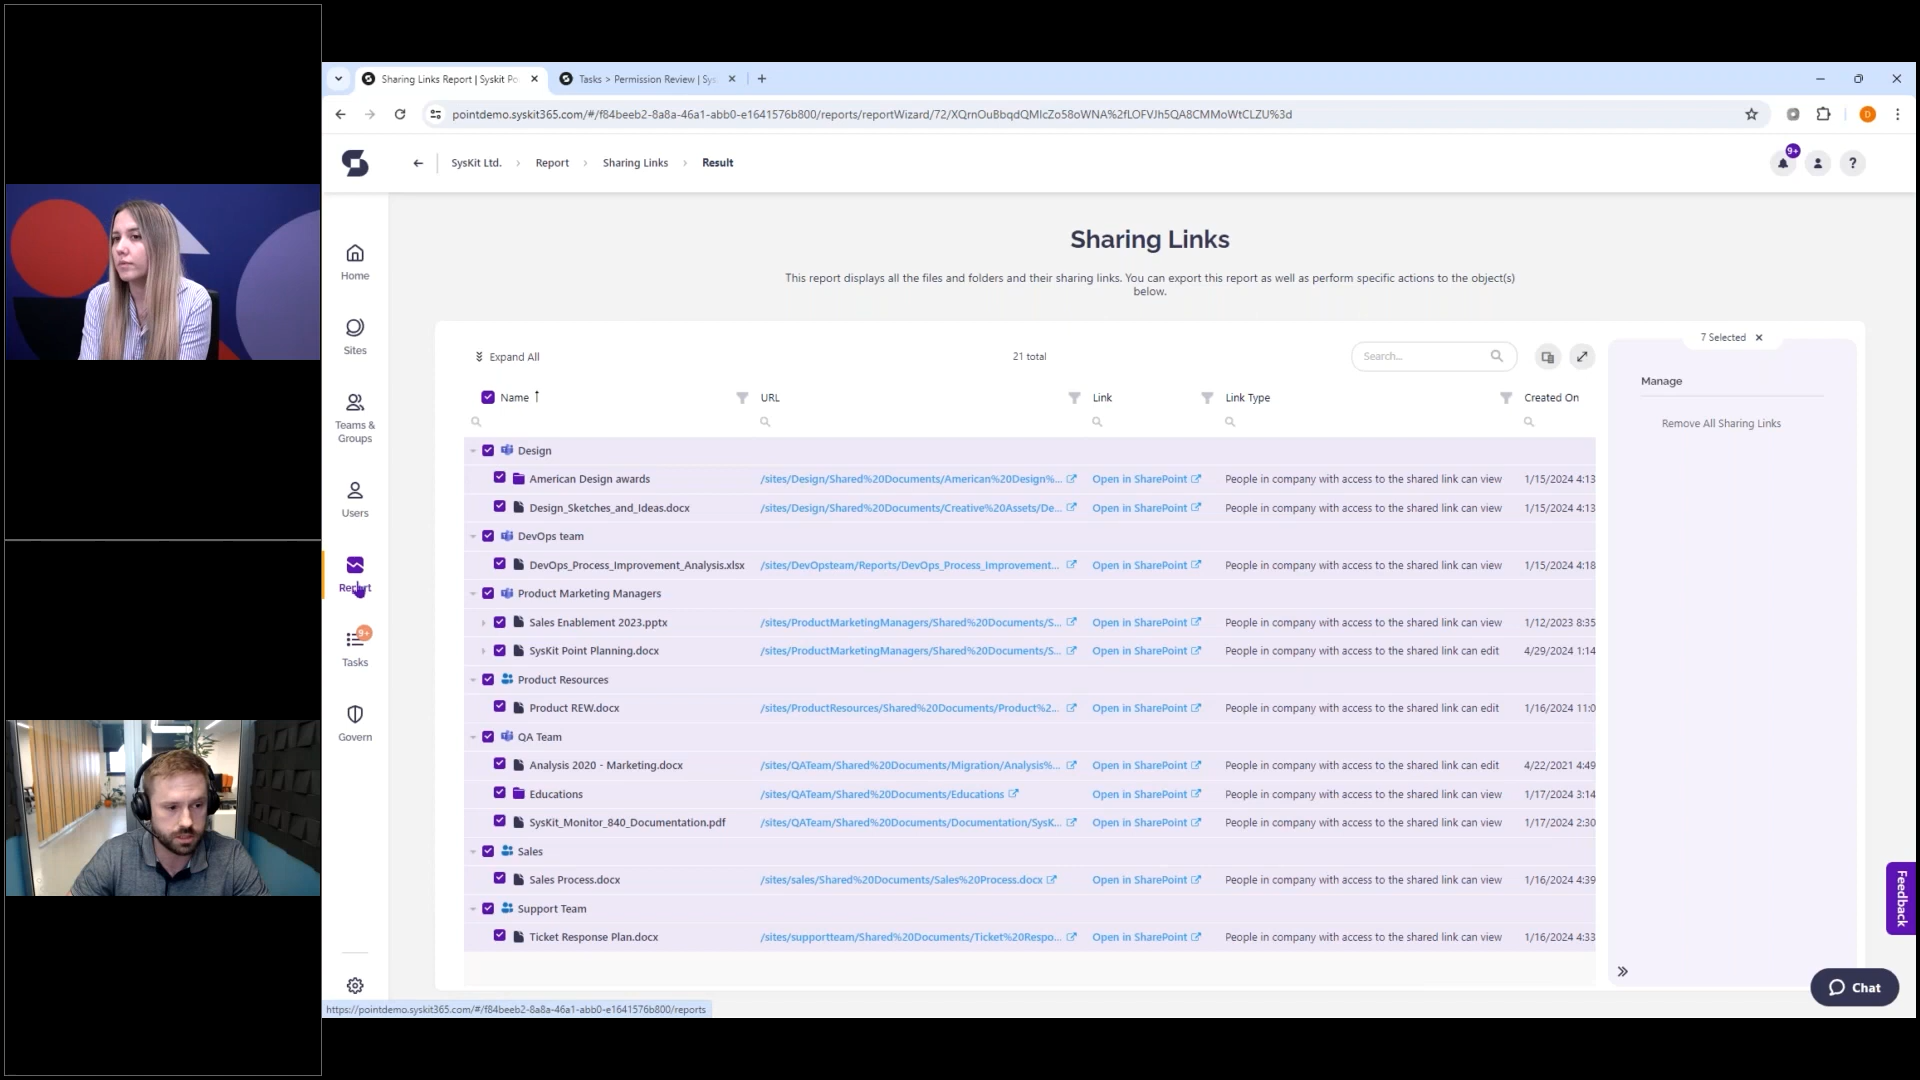 Sharing Links Report | Syskit Po
Tasks > Permission Review | Sys
pointdemo.syskit365.com/#/f84beeb2-8a8a-46a1-abb0-e1641576b800/reports/reportWizard/72/XQrnOuBbqdQMIcZo58oWNA%2fLOFVJh5QA8CMMoWtCLZU%3d
D
SysKit Ltd. > Report > Sharing Links > Result
9+
?
Home
Sites
Teams & Groups
Users
Report
9+
Tasks
Govern
Sharing Links
This report displays all the files and folders and their sharing links. You can export this report as well as perform specific actions to the object(s)
below.
Expand All
21 total
Search...
7 Selected
Manage
Remove All Sharing Links
Name URL Link Link Type Created On
Design
American Design awards /sites/Design/Shared%20Documents/American%20Design%... Open in SharePoint People in company with access to the shared link can view 1/15/2024 4:13
Design_Sketches_and_Ideas.docx /sites/Design/Shared%20Documents/Creative%20Assets/De... Open in SharePoint People in company with access to the shared link can view 1/15/2024 4:13
DevOps team
DevOps_Process_Improvement_Analysis.xlsx /sites/DevOpsteam/Reports/DevOps_Process_Improvement... Open in SharePoint People in company with access to the shared link can view 1/15/2024 4:18
Product Marketing Managers
Sales Enablement 2023.pptx /sites/ProductMarketingManagers/Shared%20Documents/S... Open in SharePoint People in company with access to the shared link can view 1/12/2023 8:35
SysKit Point Planning.docx /sites/ProductMarketingManagers/Shared%20Documents/S... Open in SharePoint People in company with access to the shared link can edit 4/29/2024 1:14
Product Resources
Product REW.docx /sites/ProductResources/Shared%20Documents/Product%2... Open in SharePoint People in company with access to the shared link can edit 1/16/2024 11:0
QA Team
Analysis 2020 - Marketing.docx /sites/QATeam/Shared%20Documents/Migration/Analysis%... Open in SharePoint People in company with access to the shared link can edit 4/22/2021 4:49
Educations /sites/QATeam/Shared%20Documents/Educations Open in SharePoint People in company with access to the shared link can view 1/17/2024 3:14
SysKit_Monitor_840_Documentation.pdf /sites/QATeam/Shared%20Documents/Documentation/SysK... Open in SharePoint People in company with access to the shared link can view 1/17/2024 2:30
Sales
Sales Process.docx /sites/sales/Shared%20Documents/Sales%20Process.docx Open in SharePoint People in company with access to the shared link can view 1/16/2024 4:39
Support Team
Ticket Response Plan.docx /sites/supportteam/Shared%20Documents/Ticket%20Respo... Open in SharePoint People in company with access to the shared link can view 1/16/2024 4:33
Feedback
Chat
https://pointdemo.syskit365.com/#/f84beeb2-8a8a-46a1-abb0-e1641576b800/reports